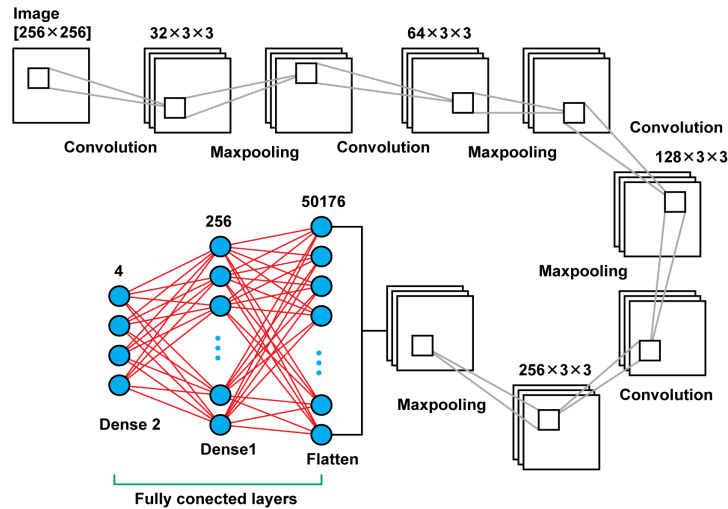 Image
[256×256]
32×3×3
64×3×3
Convolution
Maxpooling
Convolution
Maxpooling
Convolution
128×3×3
Maxpooling
Convolution
256×3×3
Maxpooling
50176
256
4
Dense 2
Dense1
Flatten
Fully conected layers